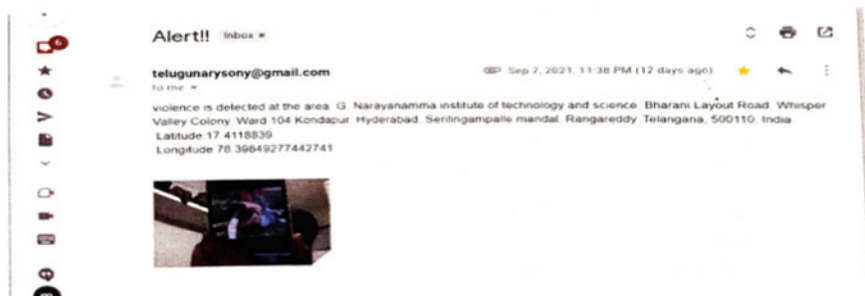 6
Alert!! Inbox ×
telugunarysony@gmail.com
Sep 7, 2021, 11:38 PM (12 days ago)
to me
violence is detected at the area G. Narayanamma institute of technology and science, Bharani Layout Road, Whisper
Valley Colony, Ward 104 Kondapur, Hyderabad, Serilingampalle mandal, Rangareddy, Telangana, 500110, India
Latitude:17.4118839
Longitude 78.39849277442741